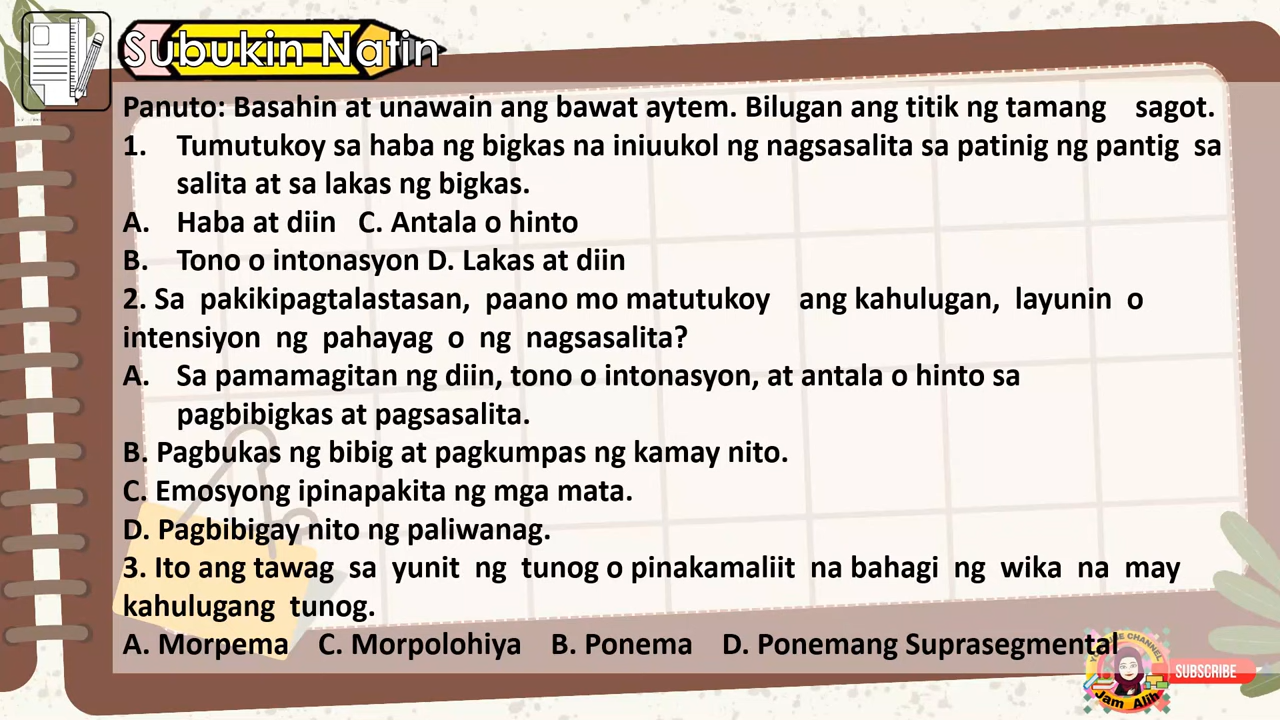 Subukin Natin
Panuto: Basahin at unawain ang bawat aytem. Bilugan ang titik ng tamang sagot.
1. Tumutukoy sa haba ng bigkas na iniuukol ng nagsasalita sa patinig ng pantig sa
salita at sa lakas ng bigkas.
A. Haba at diin C. Antala o hinto
B. Tono o intonasyon D. Lakas at diin
2. Sa pakikipagtalastasan, paano mo matutukoy ang kahulugan, layunin o
intensiyon ng pahayag o ng nagsasalita?
A. Sa pamamagitan ng diin, tono o intonasyon, at antala o hinto sa
pagbibigkas at pagsasalita.
B. Pagbukas ng bibig at pagkumpas ng kamay nito.
C. Emosyong ipinapakita ng mga mata.
D. Pagbibigay nito ng paliwanag.
3. Ito ang tawag sa yunit ng tunog o pinakamaliit na bahagi ng wika na may
kahulugang tunog.
A. Morpema C. Morpolohiya B. Ponema D. Ponemang Suprasegmental
YOUTUBE CHANNEL
Jam Alih
SUBSCRIBE